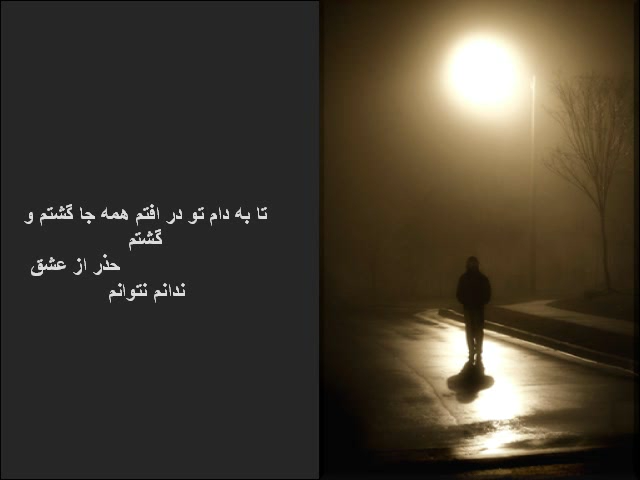 تا به دام تو در افتم همه جا گشتم و
گشتم
حذر از عشق
ندانم نتوانم